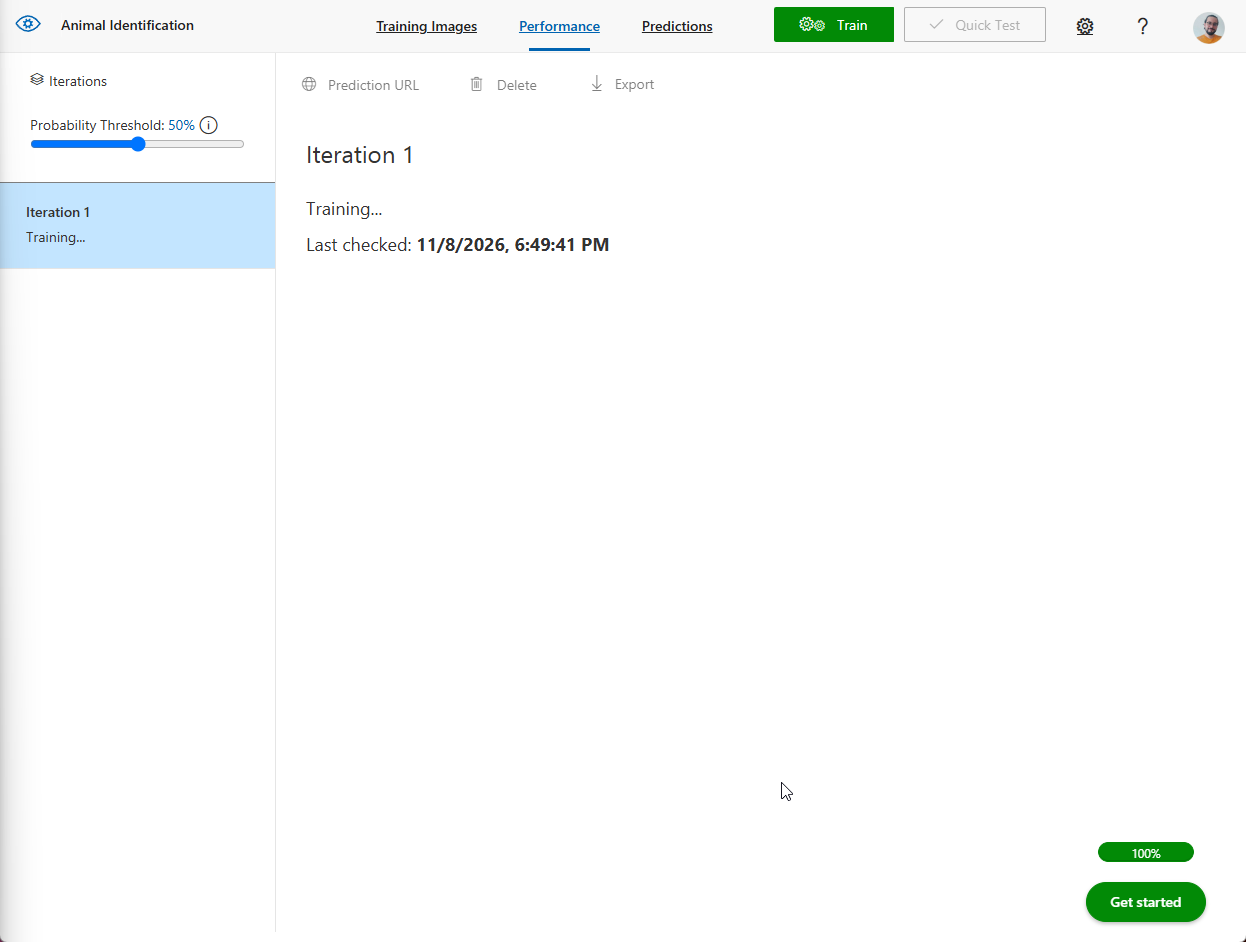 Animal Identification
Training Images
Performance
Predictions
Train
Quick Test
?
Iterations
Probability Threshold: 50%
Iteration 1
Training...
Prediction URL
Delete
Export
Iteration 1
Training...
Last checked: 11/8/2026, 6:49:41 PM
100%
Get started